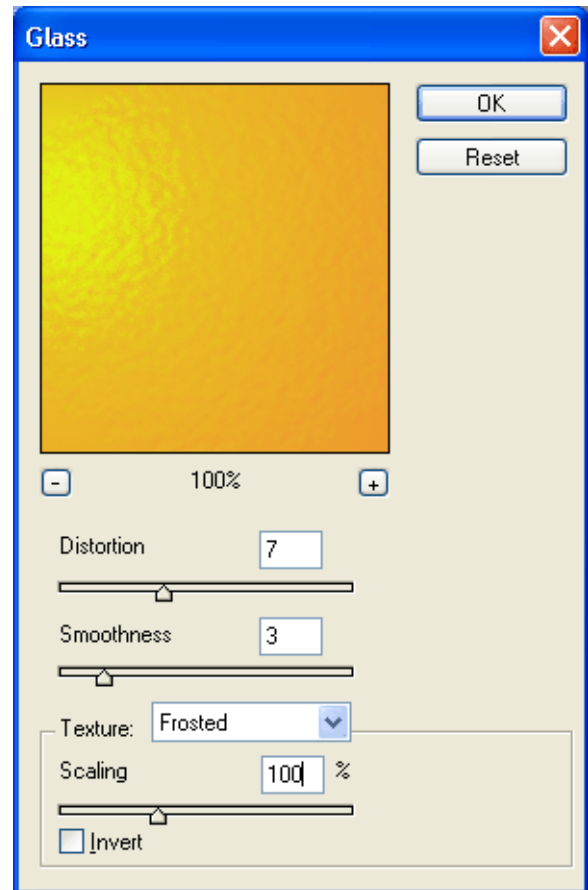 Glass
OK
Reset
- 100% +
Distortion 7
Smoothness 3
Texture: Frosted
Scaling 100 %
Invert